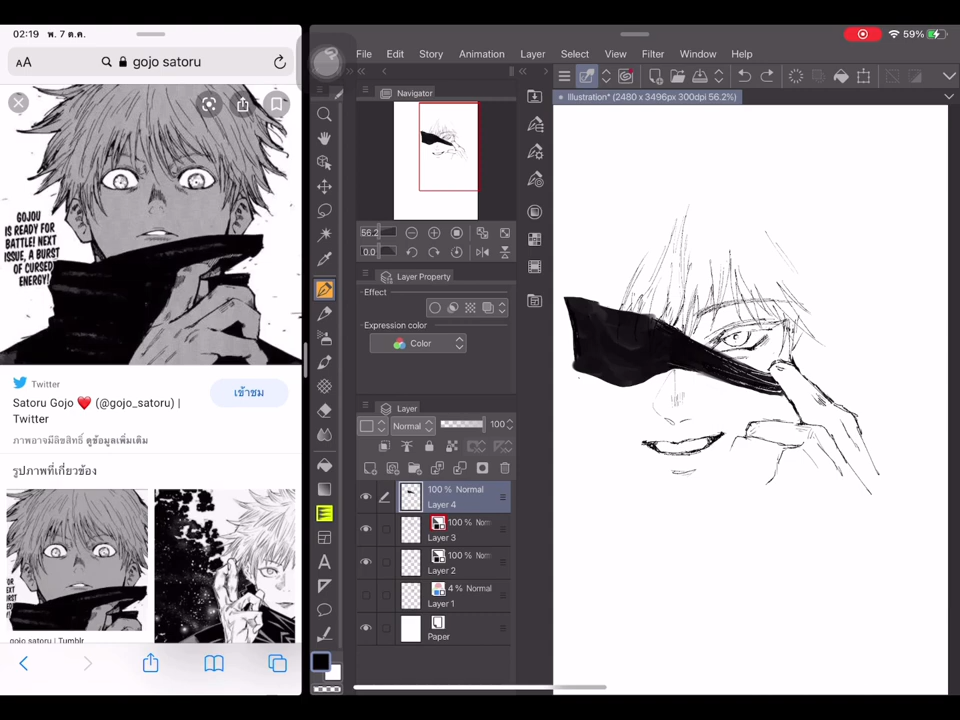 02:19 พ. 7 ต.ค.
59%
AA gojo satoru
GOJOU
IS READY FOR
BATTLE! NEXT
ISSUE, A BURST
OF CURSED
ENERGY!
Twitter
Satoru Gojo ❤️ (@gojo_satoru) |
Twitter
เข้าชม
ภาพอาจมีลิขสิทธิ์ ดูข้อมูลเพิ่มเติม
รูปภาพที่เกี่ยวข้อง
gojo satoru | Tumblr
File Edit Story Animation Layer Select View Filter Window Help
Illustration* (2480 x 3496px 300dpi 56.2%)
Navigator
56.2
0.0
Layer Property
Effect
Expression color
Color
Layer
Normal 100
100 % Normal
Layer 4
100 % Norm
Layer 3
100 % Norm
Layer 2
4 % Normal
Layer 1
Paper